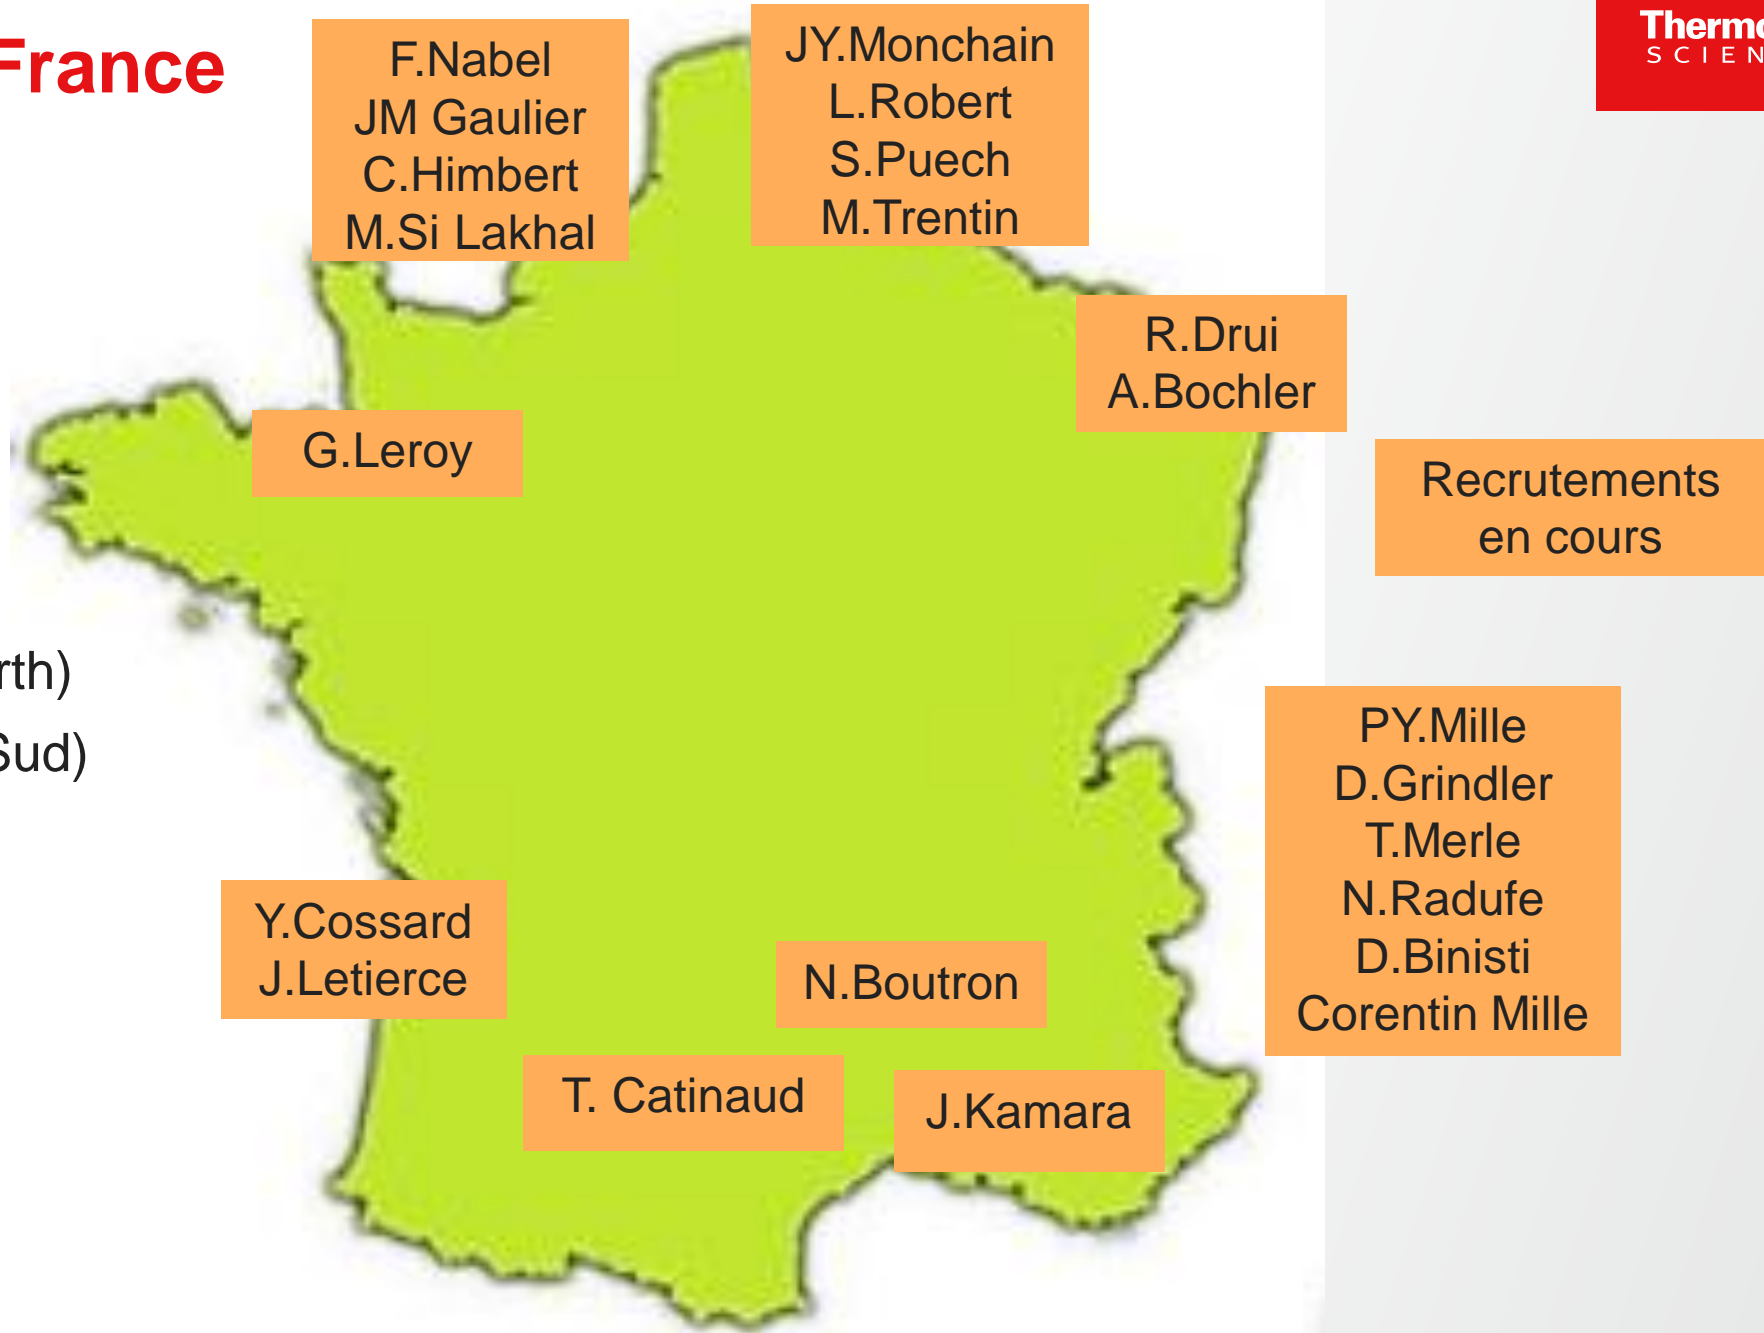 France
F.Nabel
JM Gaulier
C.Himbert
M.Si Lakhal
JY.Monchain
L.Robert
S.Puech
M.Trentin
Thermo
SCIEN
R.Drui
A.Bochler
G.Leroy
Recrutements
en cours
rth)
Sud)
PY.Mille
D.Grindler
T.Merle
N.Radufe
D.Binisti
Corentin Mille
Y.Cossard
J.Letierce
N.Boutron
T. Catinaud
J.Kamara